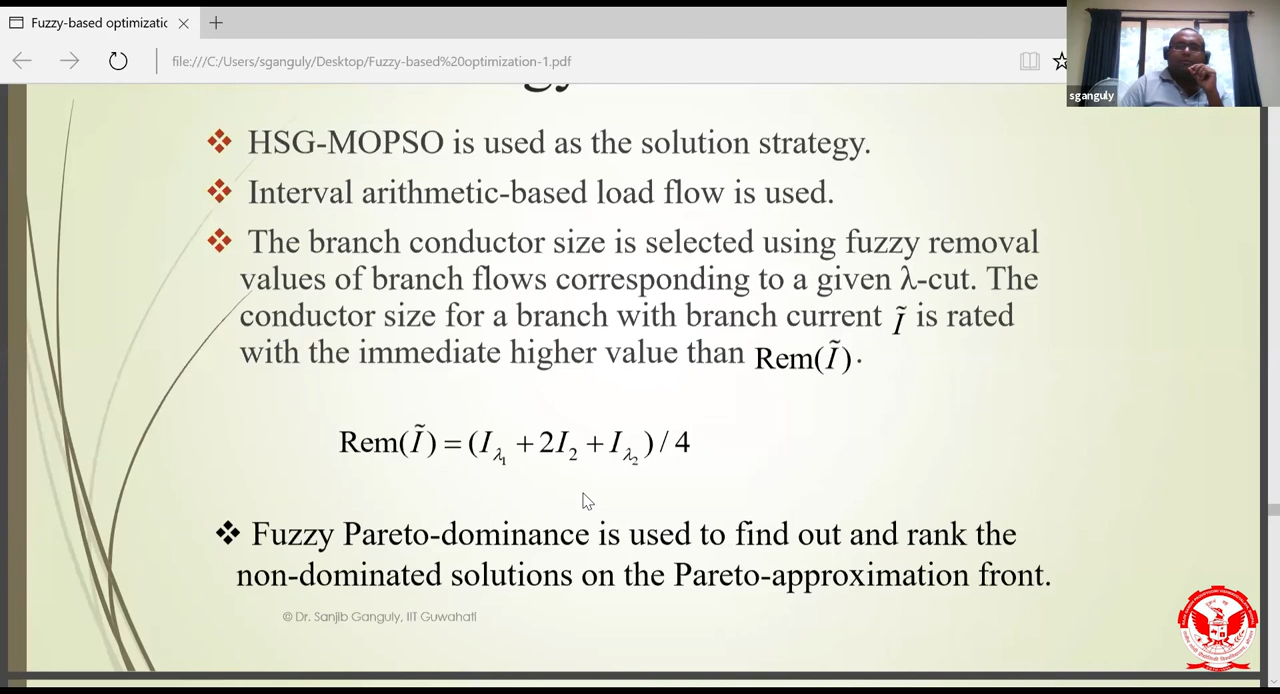 Fuzzy-based optimizatic
file:///C:/Users/sganguly/Desktop/Fuzzy-based%20optimization-1.pdf
sganguly
❖ HSG-MOPSO is used as the solution strategy.
❖ Interval arithmetic-based load flow is used.
❖ The branch conductor size is selected using fuzzy removal
values of branch flows corresponding to a given λ-cut. The
conductor size for a branch with branch current Ĩ is rated
with the immediate higher value than Rem(Ĩ).
Rem(Ĩ) = (I_λ₁ + 2I₂ + I_λ₂) / 4
❖ Fuzzy Pareto-dominance is used to find out and rank the
non-dominated solutions on the Pareto-approximation front.
© Dr. Sanjib Ganguly, IIT Guwahati